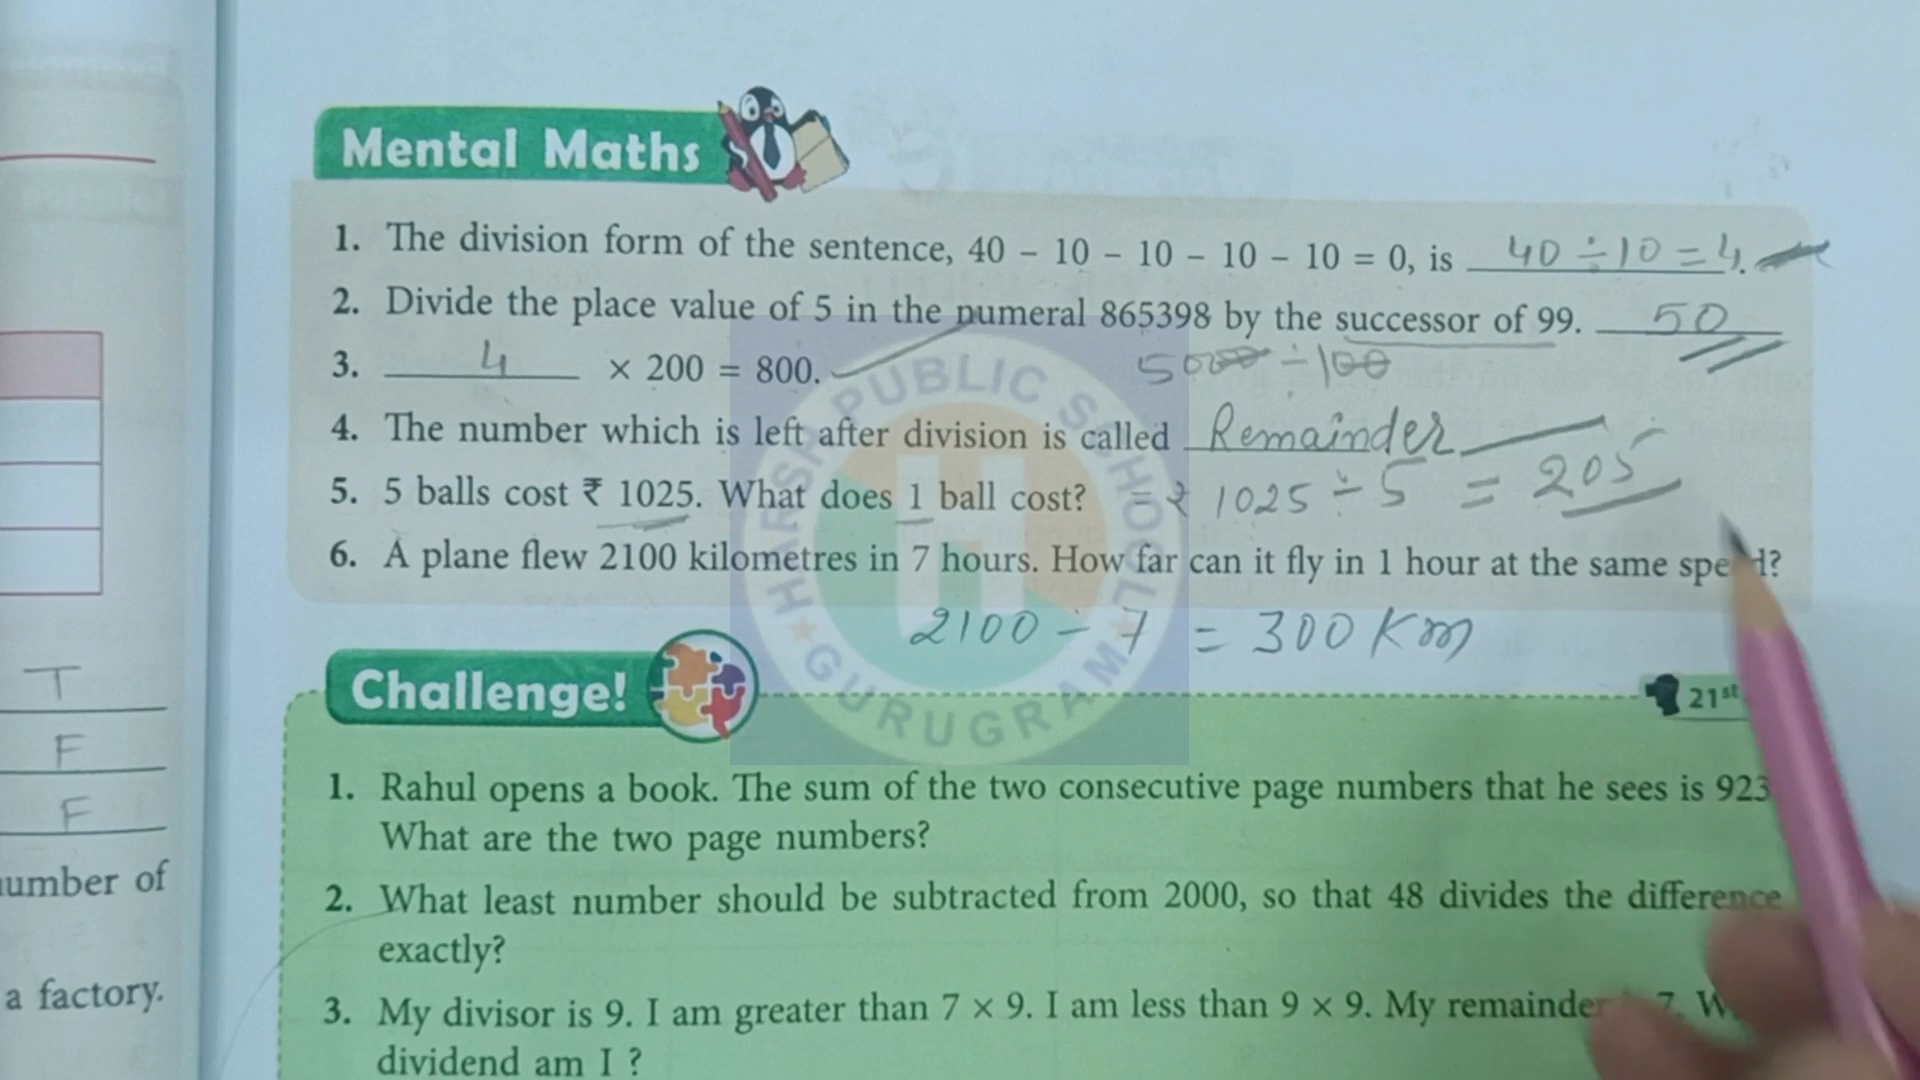 Mental Maths
1. The division form of the sentence, 40 – 10 – 10 – 10 – 10 = 0, is 40 ÷ 10 = 4.
2. Divide the place value of 5 in the numeral 865398 by the successor of 99. 50
5000 ÷ 100
3. 4 × 200 = 800.
4. The number which is left after division is called Remainder
5. 5 balls cost ₹ 1025. What does 1 ball cost? = ₹ 1025 ÷ 5 = 205
6. A plane flew 2100 kilometres in 7 hours. How far can it fly in 1 hour at the same speed?
2100 ÷ 7 = 300 Km
Challenge!
21st
1. Rahul opens a book. The sum of the two consecutive page numbers that he sees is 923
What are the two page numbers?
2. What least number should be subtracted from 2000, so that 48 divides the difference
exactly?
3. My divisor is 9. I am greater than 7 × 9. I am less than 9 × 9. My remainder 7. W
dividend am I ?
T
F
F
number of
a factory.
HARSH PUBLIC SCHOOL
GURUGRAM
H